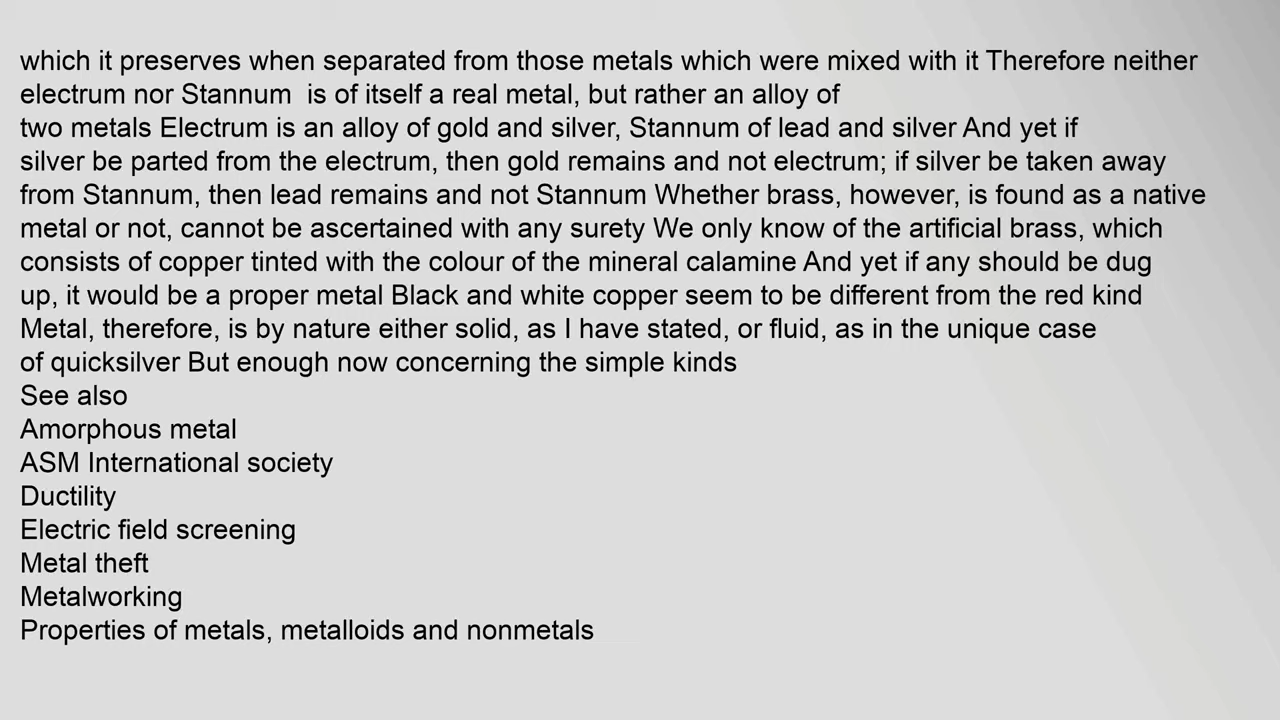 which it preserves when separated from those metals which were mixed with it Therefore neither
electrum nor Stannum  is of itself a real metal, but rather an alloy of
two metals Electrum is an alloy of gold and silver, Stannum of lead and silver And yet if
silver be parted from the electrum, then gold remains and not electrum; if silver be taken away
from Stannum, then lead remains and not Stannum Whether brass, however, is found as a native
metal or not, cannot be ascertained with any surety We only know of the artificial brass, which
consists of copper tinted with the colour of the mineral calamine And yet if any should be dug
up, it would be a proper metal Black and white copper seem to be different from the red kind
Metal, therefore, is by nature either solid, as I have stated, or fluid, as in the unique case
of quicksilver But enough now concerning the simple kinds
See also
Amorphous metal
ASM International society
Ductility
Electric field screening
Metal theft
Metalworking
Properties of metals, metalloids and nonmetals